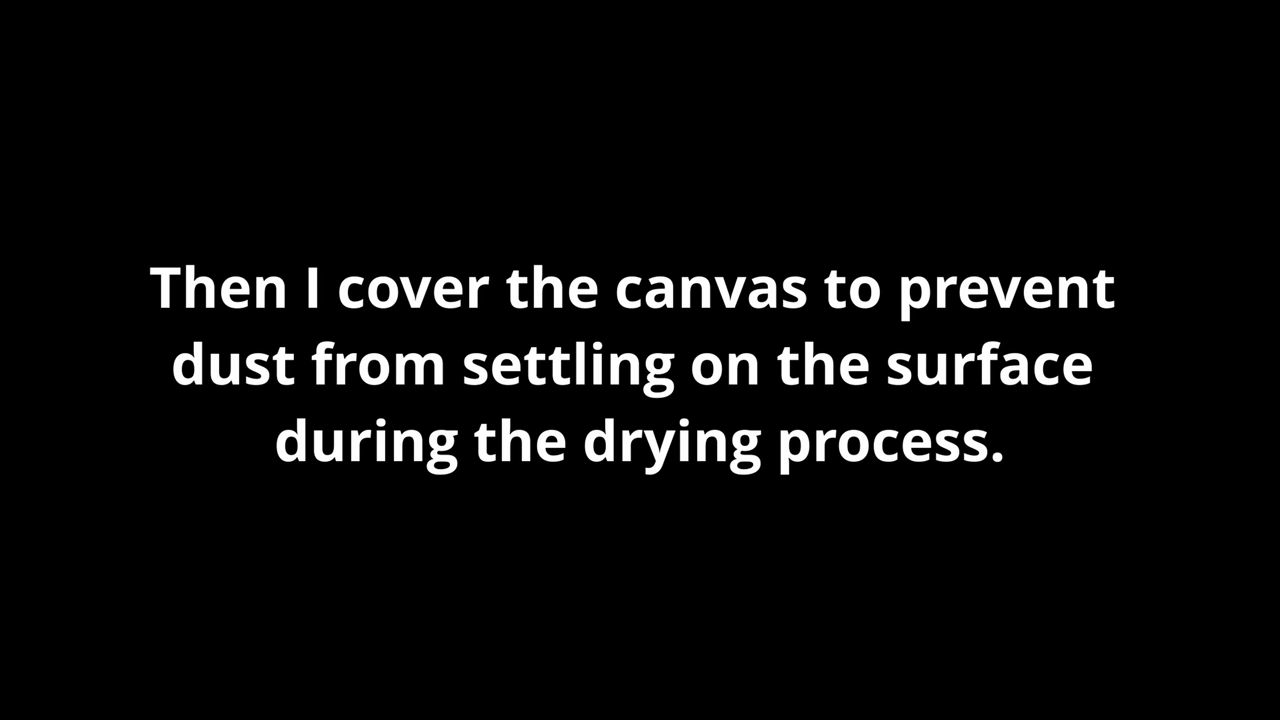 Then I cover the canvas to prevent
dust from settling on the surface
during the drying process.